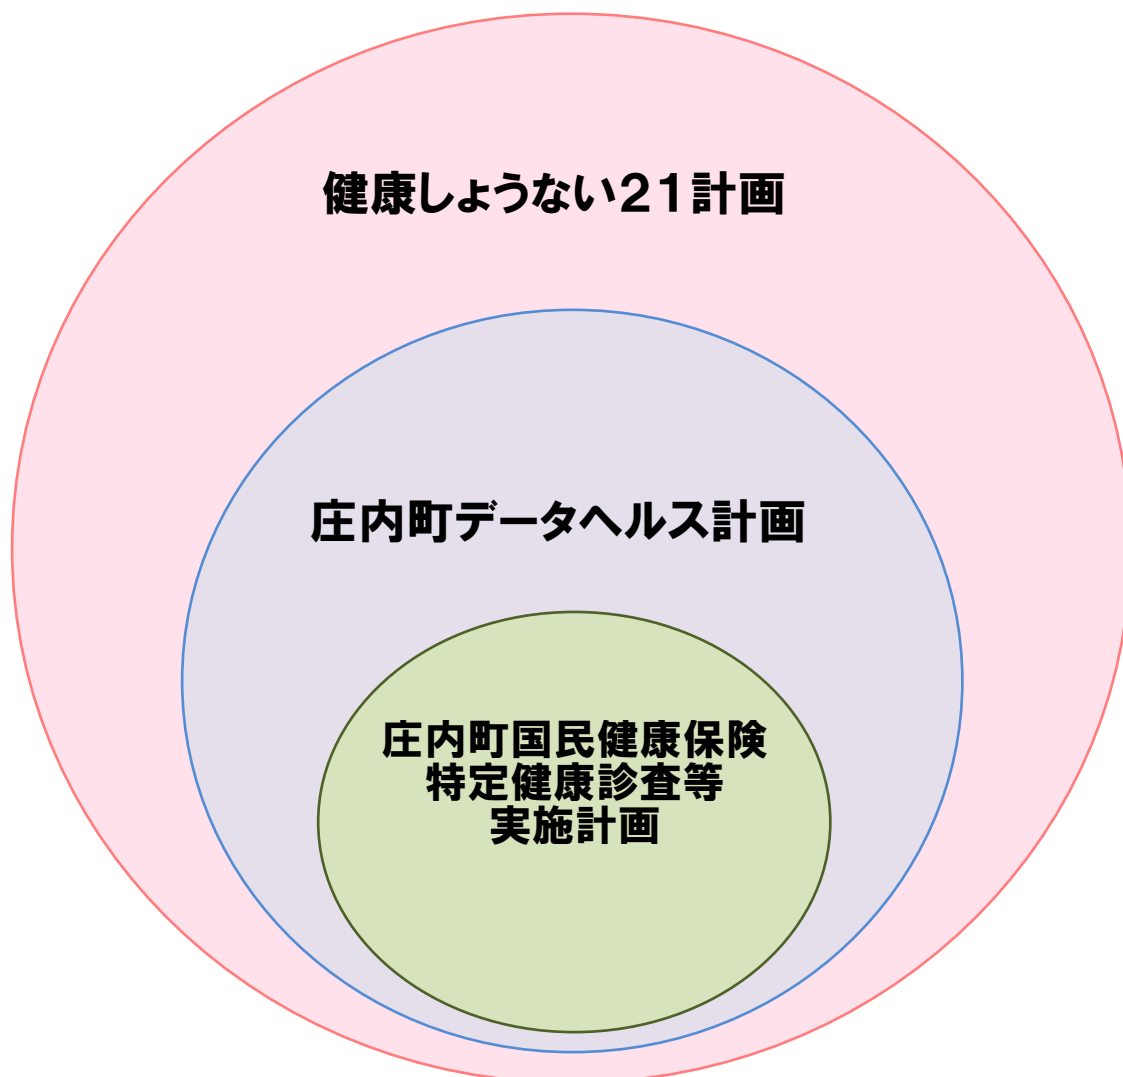 健康しょうない２１計画
庄内町データヘルス計画
庄内町国民健康保険
特定健康診査等
実施計画